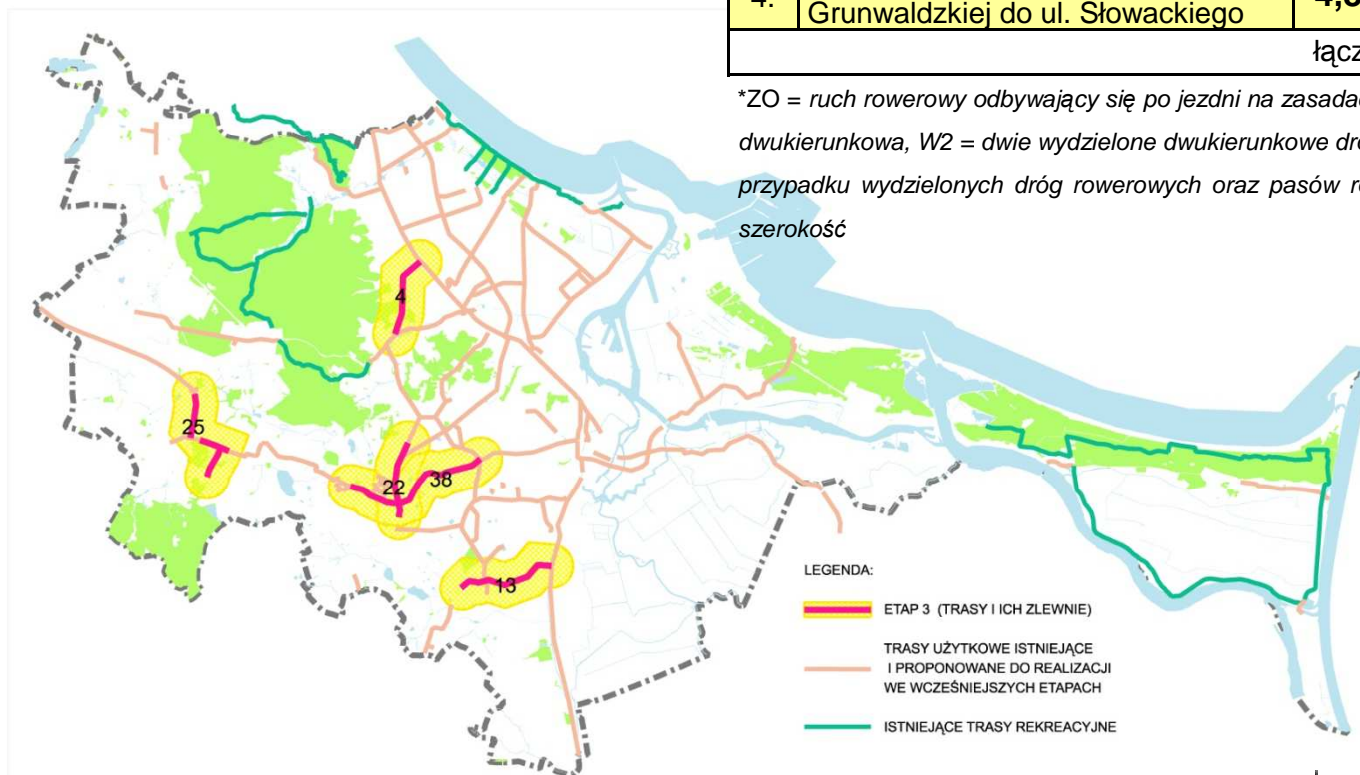 4.
Grunwaldzkiej do ul. Słowackiego
*ZO = ruch rowerowy odbywający się po jezdni na
dwukierunkowa, W2 = dwie wydzielone dwukierunkowe
przypadku wydzielonych dróg rowerowych oraz pasów
szerokość
4
25
22
38
13
LEGENDA:
ETAP 3 (TRASY I ICH ZLEWNIE)
TRASY UŻYTKOWE ISTNIEJĄCE
I PROPONOWANE DO REALIZACJI
WE WCZEŚNIEJSZYCH ETAPACH
ISTNIEJĄCE TRASY REKREACYJNE